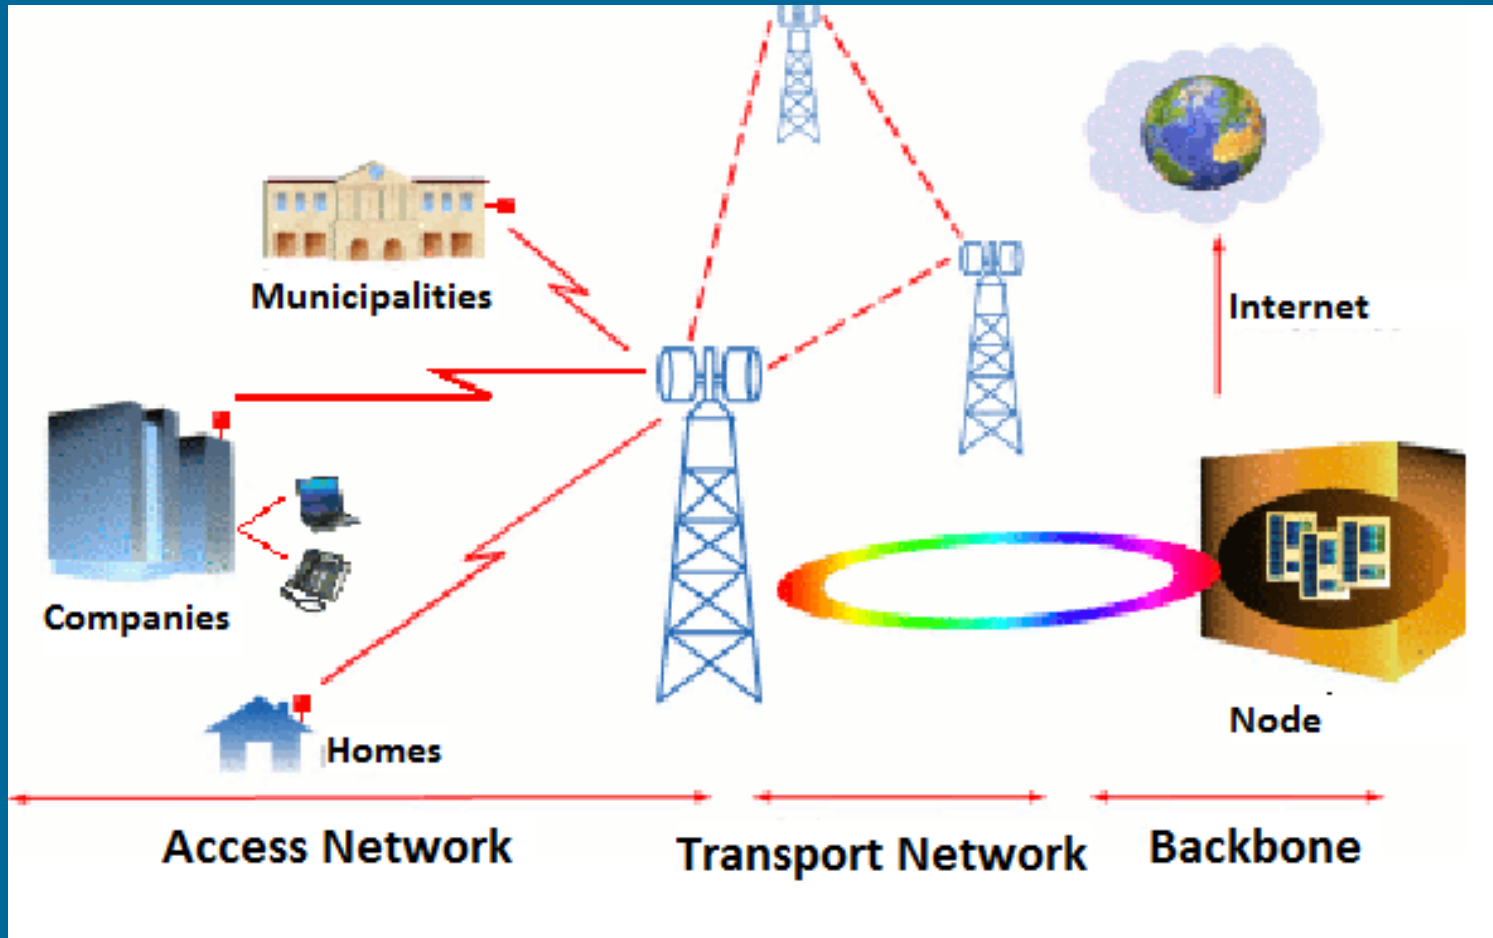 Municipalities
Internet
Companies
Node
Homes
Access Network
Transport Network
Backbone